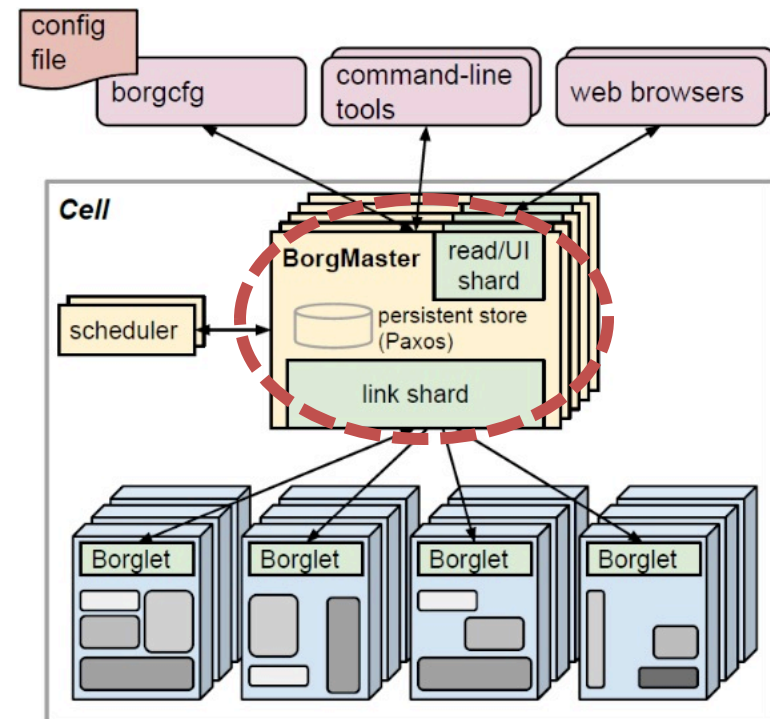 config
file
borgcfg
command-line
tools
web browsers
Cell
BorgMaster
read/UI
shard
scheduler
persistent store
(Paxos)
link shard
Borglet
Borglet
Borglet
Borglet